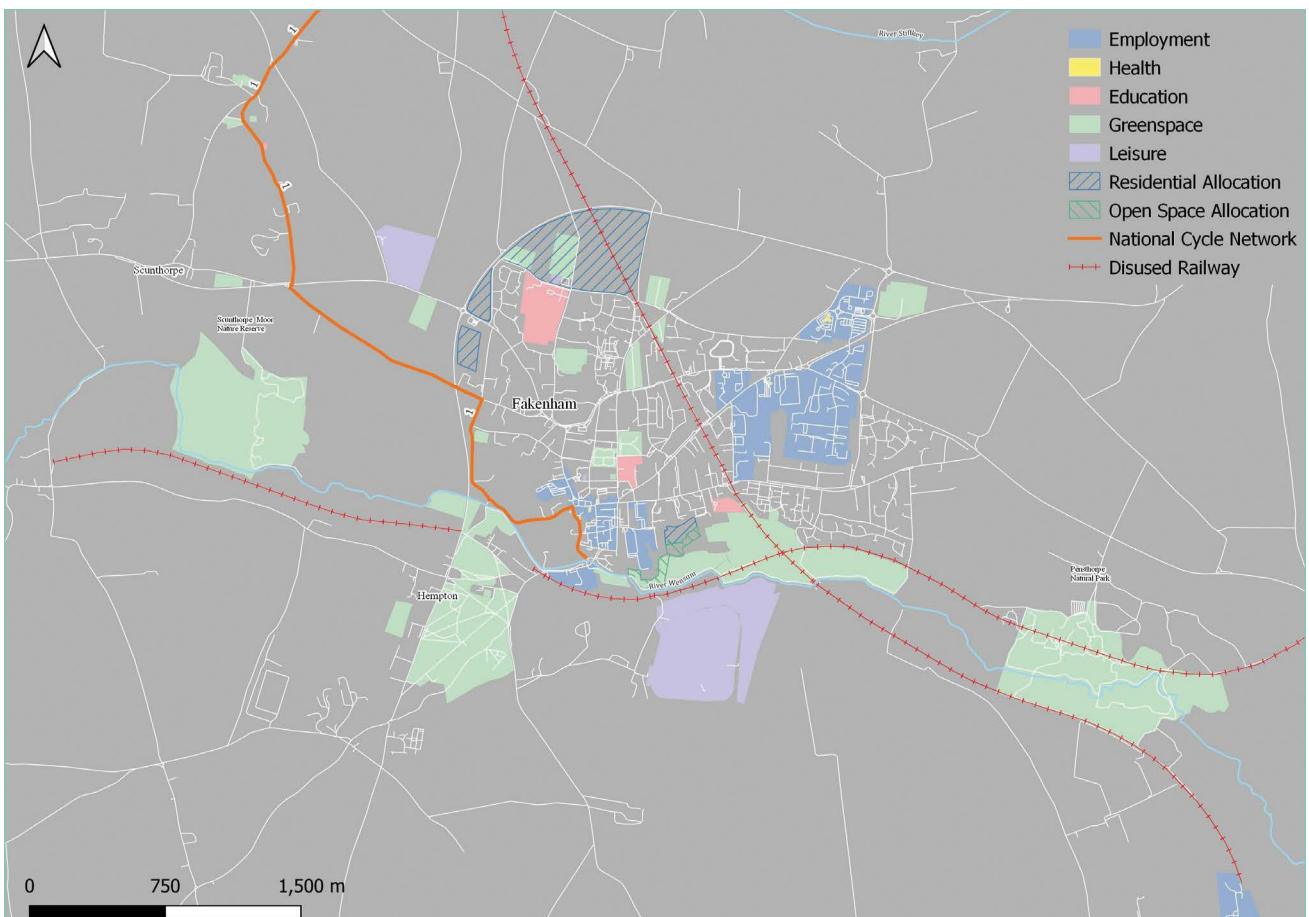 River Stiffkey
Employment
Health
Education
Greenspace
Leisure
Residential Allocation
Open Space Allocation
National Cycle Network
Disused Railway
1
1
1
Sculthorpe
Sculthorpe Moor
Nature Reserve
Fakenham
1
Hempton
River Wensum
Pensthorpe
Natural Park
0
750
1,500 m